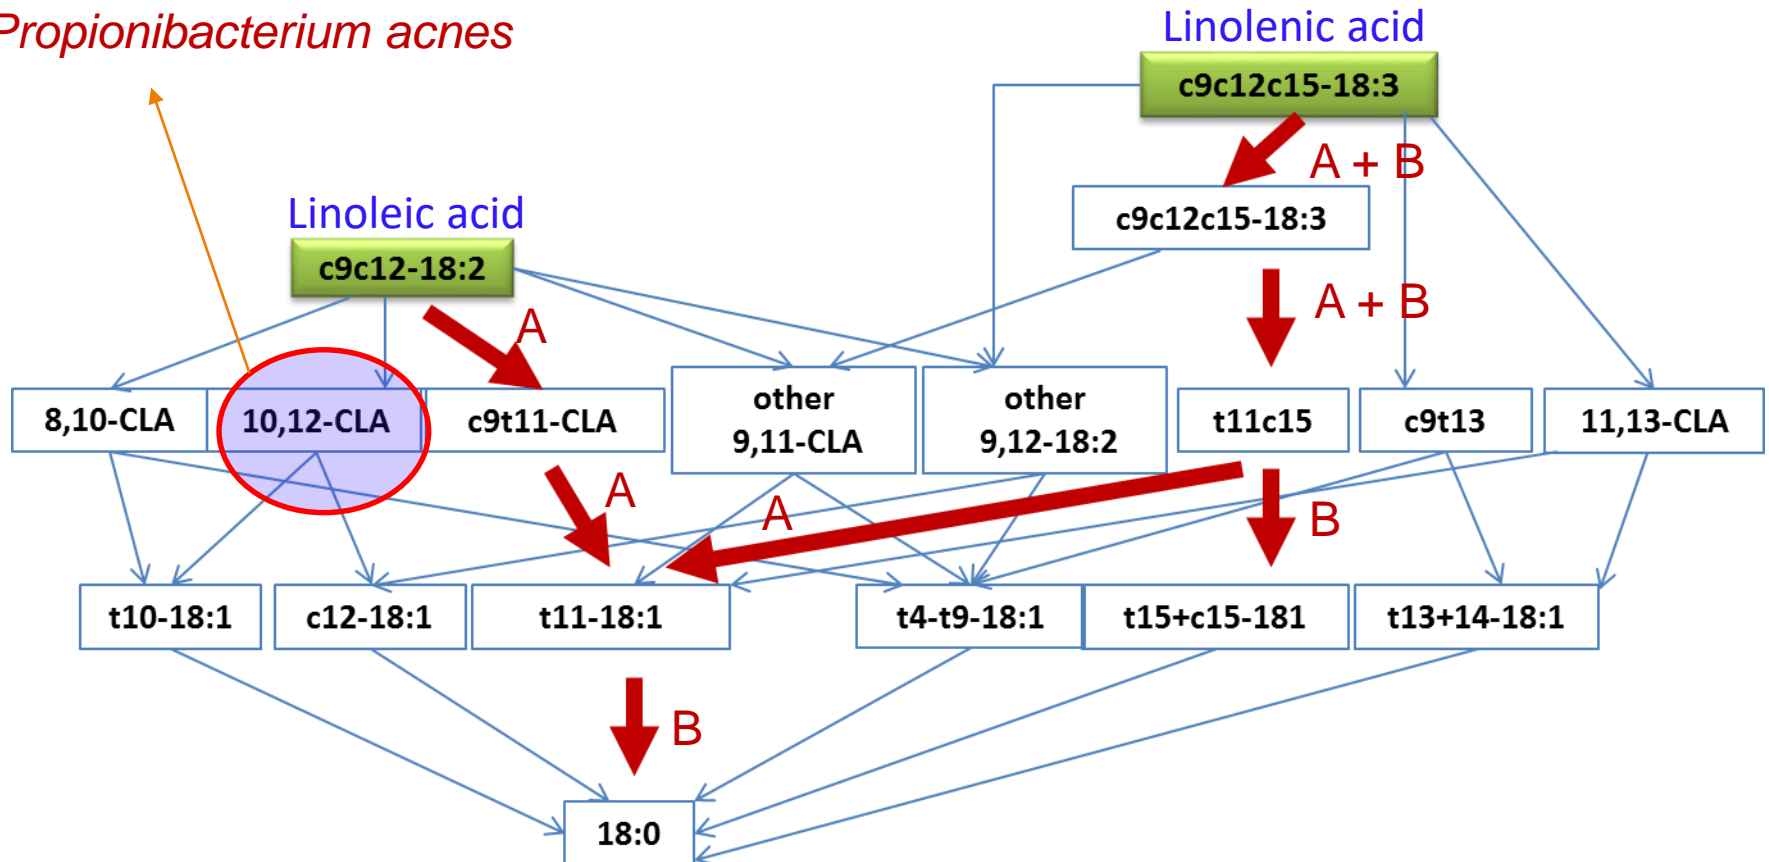 Propionibacterium acnes
Linolenic acid
c9c12c15-18:3
A + B
c9c12c15-18:3
Linoleic acid
c9c12-18:2
A
A + B
8,10-CLA
10,12-CLA
c9t11-CLA
other
9,11-CLA
other
9,12-18:2
t11c15
c9t13
11,13-CLA
A
A
B
t10-18:1
c12-18:1
t11-18:1
t4-t9-18:1
t15+c15-181
t13+14-18:1
B
18:0